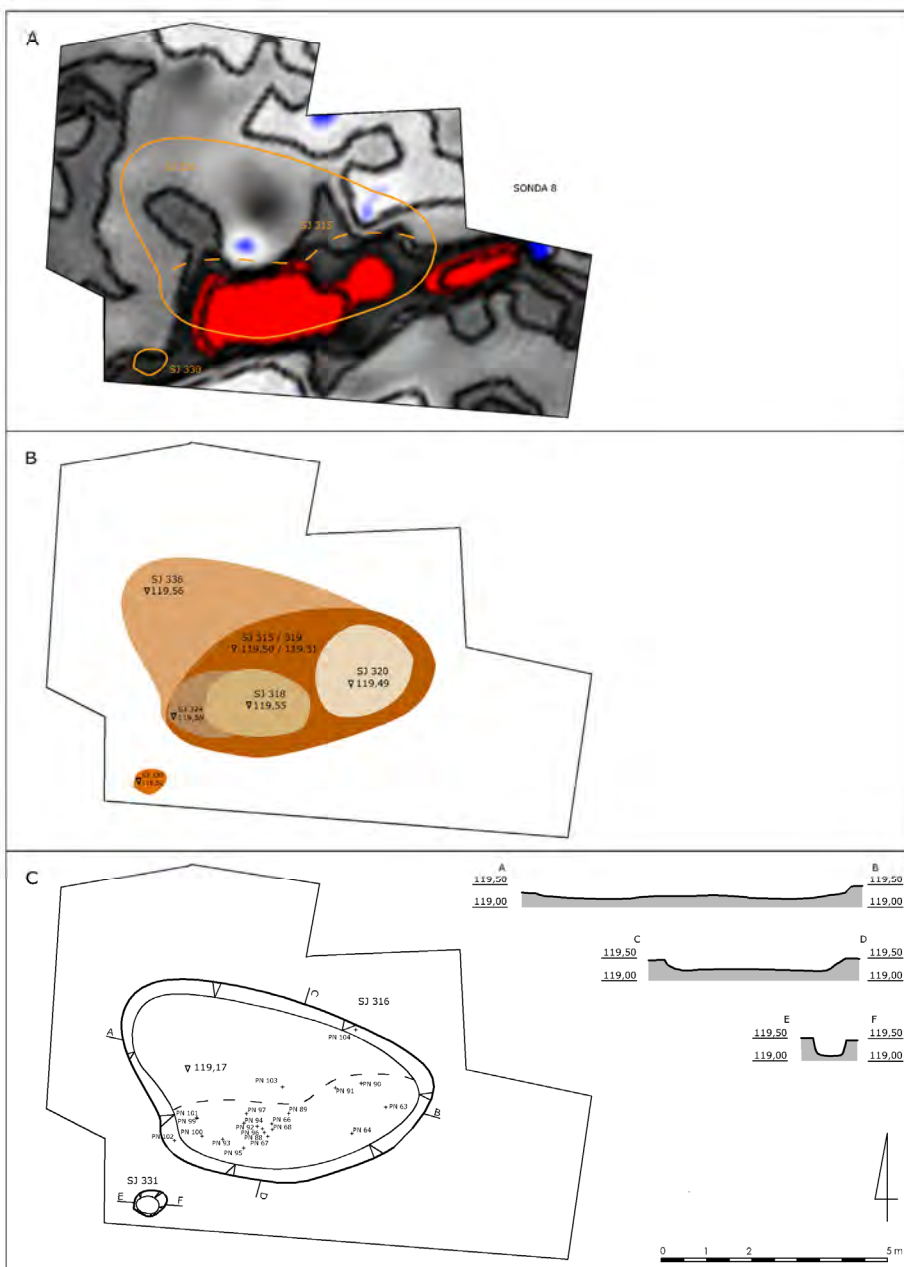 A
SONDA 8
SJ 315
SJ 330
B
SJ 336
∇119,56
SJ 315 / 319
∇ 119,50 / 119,51
SJ 320
∇ 119,49
SJ 318
∇119,55
SJ 324
C
A B
119,50 119,50
119,00 119,00
C D
119,50 119,50
119,00 119,00
E F
119,50 119,50
119,00 119,00
C
SJ 316
A
PN 104
∇ 119,17
PN 103
PN 91
PN 90
PN 101
PN 97
PN 89
PN 63
B
PN 99
PN 94
PN 66
PN 92
PN 68
PN 102
PN 100
PN 93
PN 96
PN 88
PN 67
PN 64
PN 95
SJ 331
D
E F
0 1 2 5 m